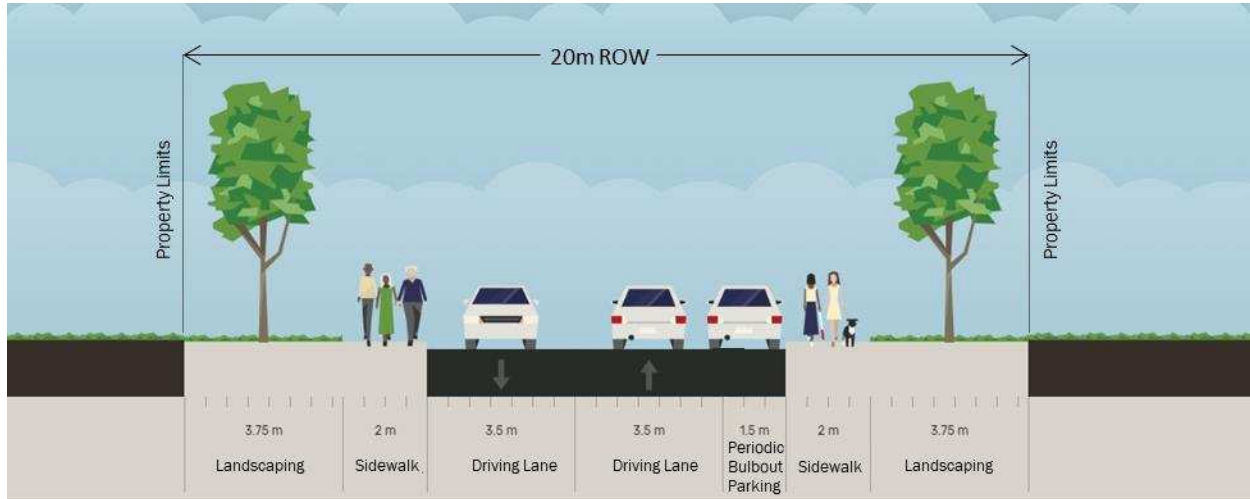 20m ROW
Property Limits
Property Limits
3.75 m
2 m
3.5 m
3.5 m
1.5 m
2 m
3.75 m
Landscaping
Sidewalk
Driving Lane
Driving Lane
Periodic
Bulbout
Parking
Sidewalk
Landscaping